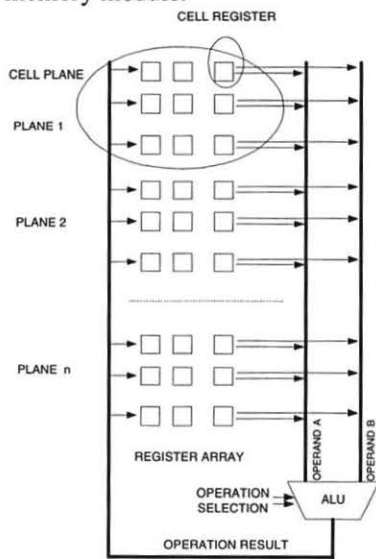 memory module.
CELL REGISTER
CELL PLANE
PLANE 1
PLANE 2
PLANE n
REGISTER ARRAY
OPERAND A
OPERAND B
OPERATION
SELECTION
ALU
OPERATION RESULT